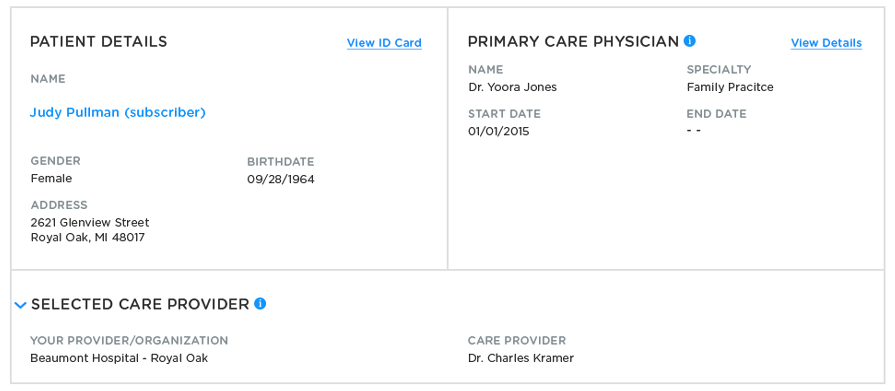 PATIENT DETAILS
View ID Card
NAME
Judy Pullman (subscriber)
GENDER
Female
BIRTHDATE
09/28/1964
ADDRESS
2621 Glenview Street
Royal Oak, MI 48017
PRIMARY CARE PHYSICIAN
View Details
NAME
Dr. Yoora Jones
SPECIALTY
Family Pracitce
START DATE
01/01/2015
END DATE
- -
SELECTED CARE PROVIDER
YOUR PROVIDER/ORGANIZATION
Beaumont Hospital - Royal Oak
CARE PROVIDER
Dr. Charles Kramer